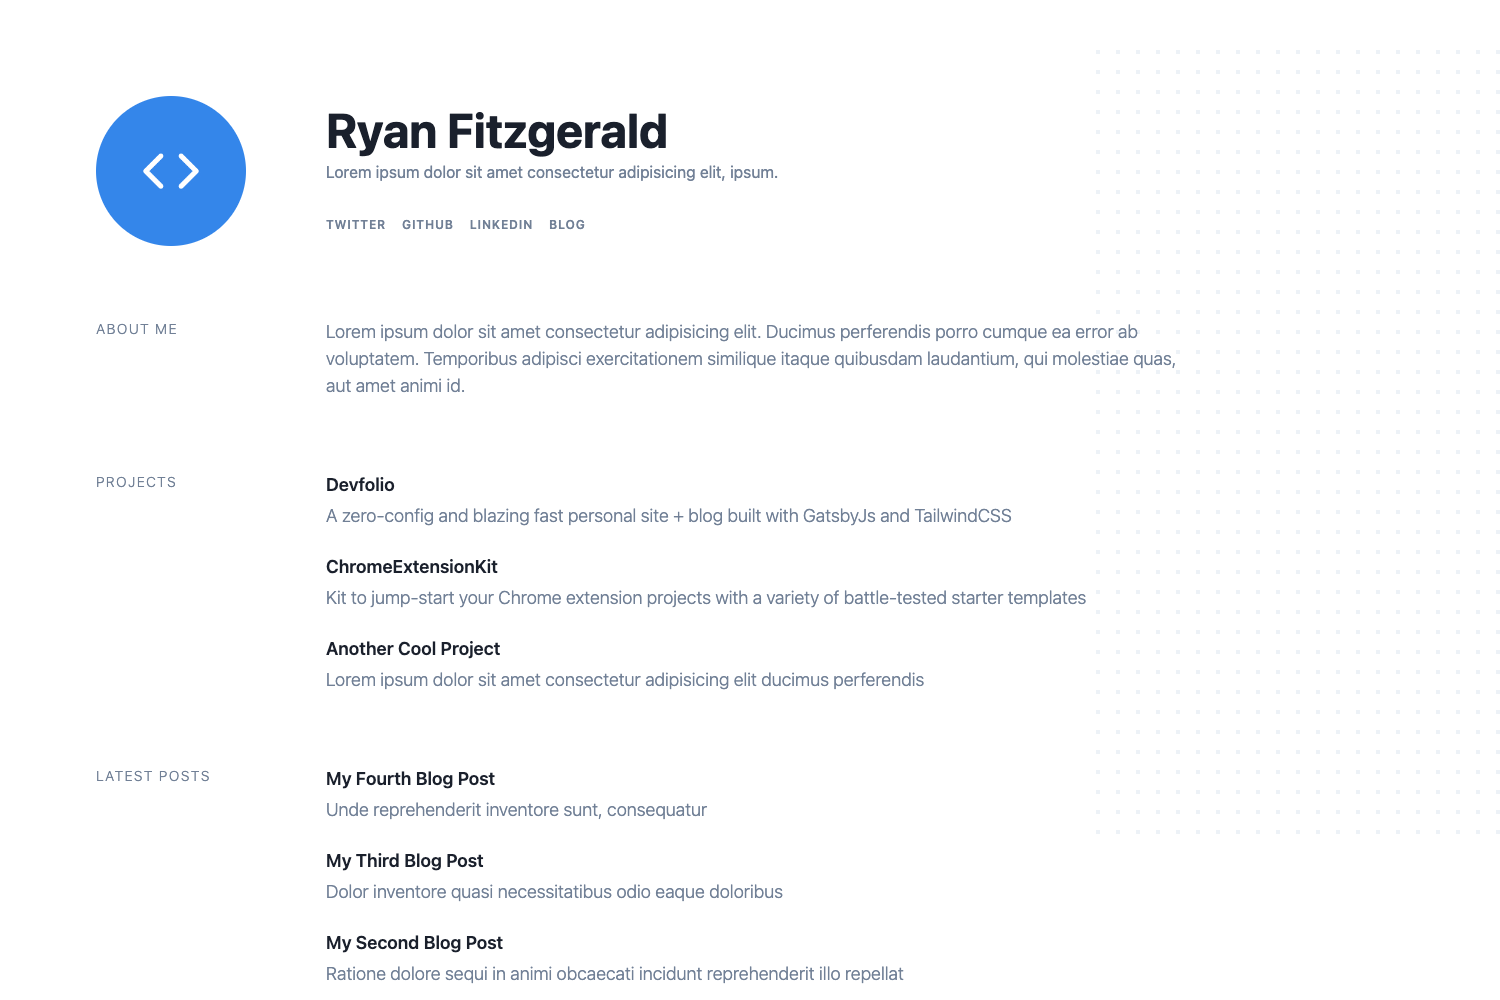 Ryan Fitzgerald
Lorem ipsum dolor sit amet consectetur adipisicing elit, ipsum.
TWITTER GITHUB LINKEDIN BLOG
ABOUT ME
Lorem ipsum dolor sit amet consectetur adipisicing elit. Ducimus perferendis porro cumque ea error ab
voluptatem. Temporibus adipisci exercitationem similique itaque quibusdam laudantium, qui molestiae quas,
aut amet animi id.
PROJECTS
Devfolio
A zero-config and blazing fast personal site + blog built with GatsbyJs and TailwindCSS
ChromeExtensionKit
Kit to jump-start your Chrome extension projects with a variety of battle-tested starter templates
Another Cool Project
Lorem ipsum dolor sit amet consectetur adipisicing elit ducimus perferendis
LATEST POSTS
My Fourth Blog Post
Unde reprehenderit inventore sunt, consequatur
My Third Blog Post
Dolor inventore quasi necessitatibus odio eaque doloribus
My Second Blog Post
Ratione dolore sequi in animi obcaecati incidunt reprehenderit illo repellat